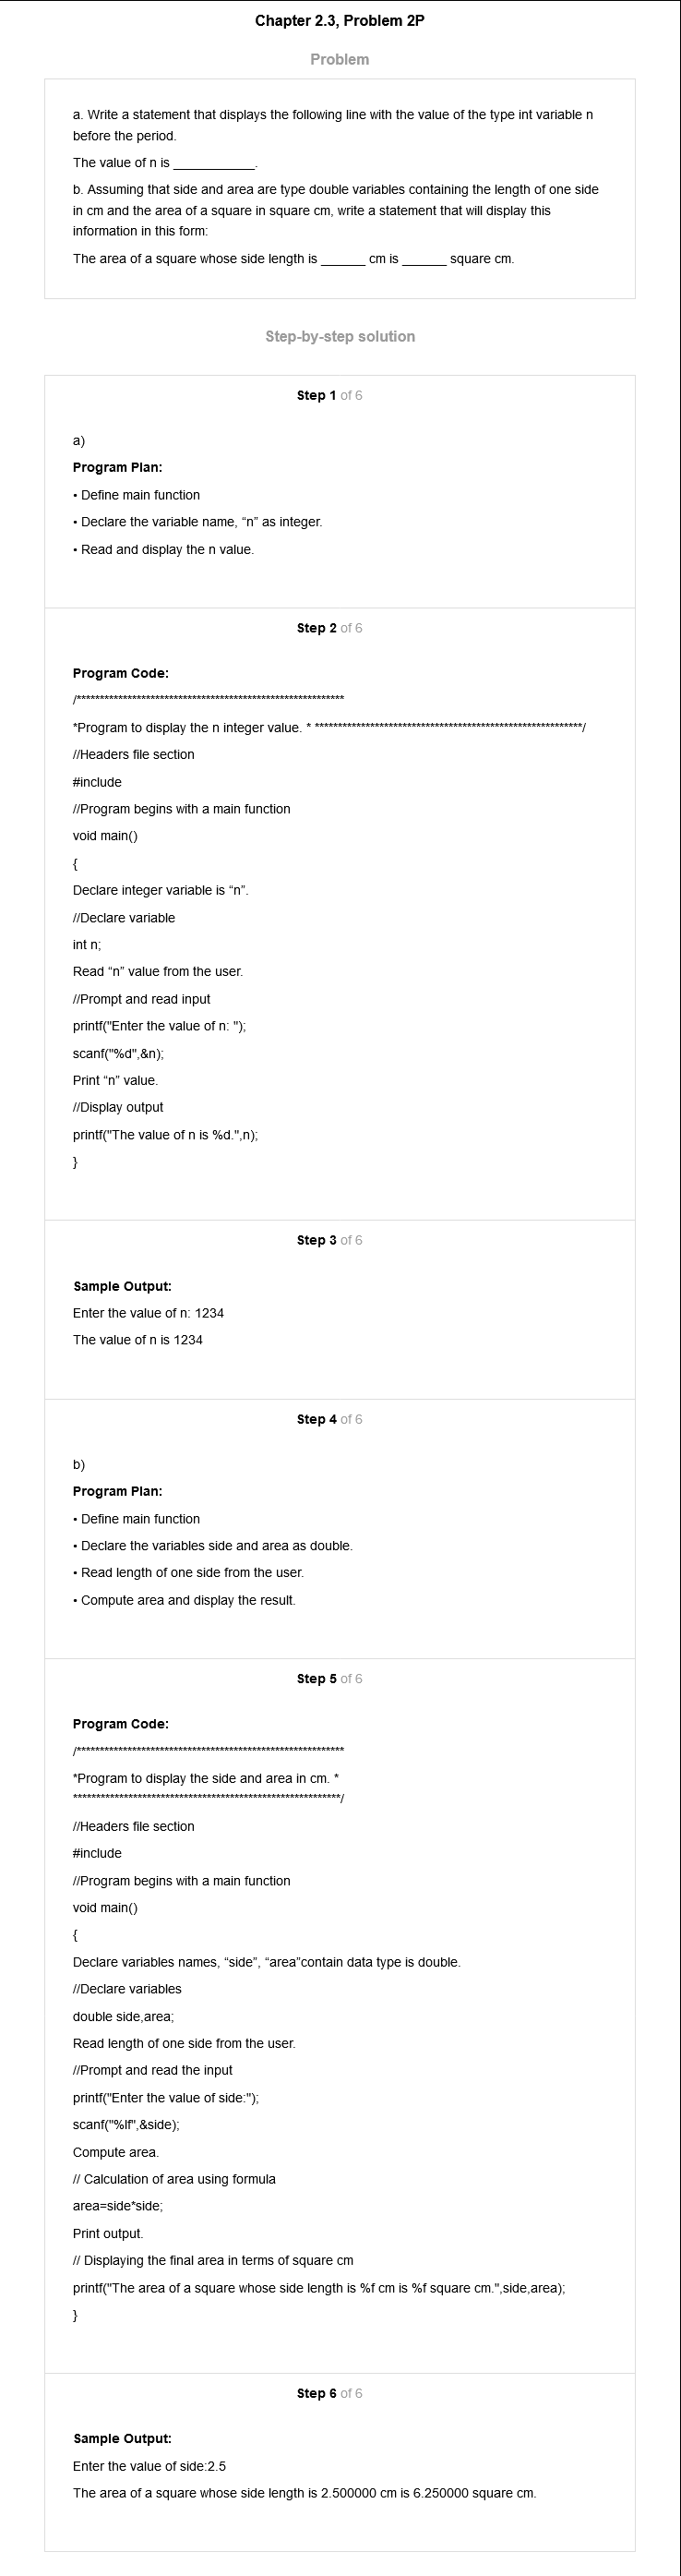 Chapter 2.3, Problem 2P
Problem
a. Write a statement that displays the following line with the value of the type int variable n
before the period.
The value of n is ___________.
b. Assuming that side and area are type double variables containing the length of one side
in cm and the area of a square in square cm, write a statement that will display this
information in this form:
The area of a square whose side length is ______ cm is ______ square cm.
Step-by-step solution
Step 1 of 6
a)
Program Plan:
• Define main function
• Declare the variable name, “n” as integer.
• Read and display the n value.
Step 2 of 6
Program Code:
/**********************************************************
*Program to display the n integer value. * **********************************************************/
//Headers file section
#include
//Program begins with a main function
void main()
{
Declare integer variable is “n”.
//Declare variable
int n;
Read “n” value from the user.
//Prompt and read input
printf("Enter the value of n: ");
scanf("%d",&n);
Print “n” value.
//Display output
printf("The value of n is %d.",n);
}
Step 3 of 6
Sample Output:
Enter the value of n: 1234
The value of n is 1234
Step 4 of 6
b)
Program Plan:
• Define main function
• Declare the variables side and area as double.
• Read length of one side from the user.
• Compute area and display the result.
Step 5 of 6
Program Code:
/**********************************************************
*Program to display the side and area in cm. *
**********************************************************/
//Headers file section
#include
//Program begins with a main function
void main()
{
Declare variables names, “side”, “area”contain data type is double.
//Declare variables
double side,area;
Read length of one side from the user.
//Prompt and read the input
printf("Enter the value of side:");
scanf("%lf",&side);
Compute area.
// Calculation of area using formula
area=side*side;
Print output.
// Displaying the final area in terms of square cm
printf("The area of a square whose side length is %f cm is %f square cm.",side,area);
}
Step 6 of 6
Sample Output:
Enter the value of side:2.5
The area of a square whose side length is 2.500000 cm is 6.250000 square cm.